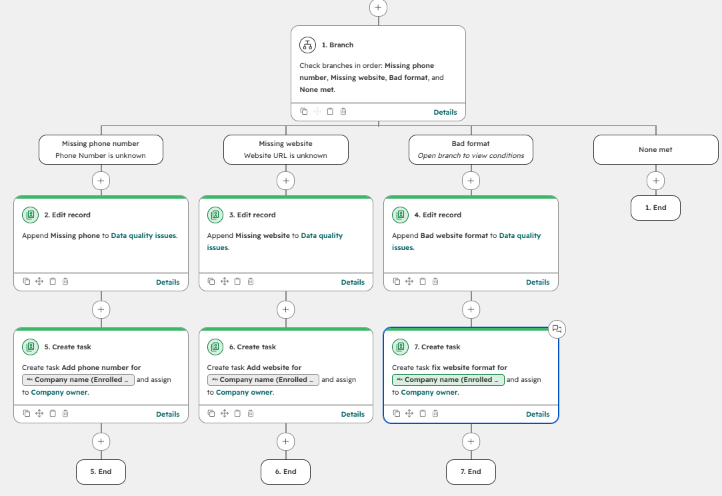 1. Branch
Check branches in order: Missing phone
number, Missing website, Bad format, and
None met.
Details
Missing phone number
Phone Number is unknown
Missing website
Website URL is unknown
Bad format
Open branch to view conditions
None met
2. Edit record
Append Missing phone to Data quality issues.
Details
3. Edit record
Append Missing website to Data quality
issues.
Details
4. Edit record
Append Bad website format to Data quality
issues.
Details
1. End
5. Create task
Create task Add phone number for
Company name (Enrolled ... and assign
to Company owner.
Details
6. Create task
Create task Add website for
Company name (Enrolled ... and assign
to Company owner.
Details
7. Create task
Create task fix website format for
Company name (Enrolled ... and assign
to Company owner.
Details
5. End
6. End
7. End